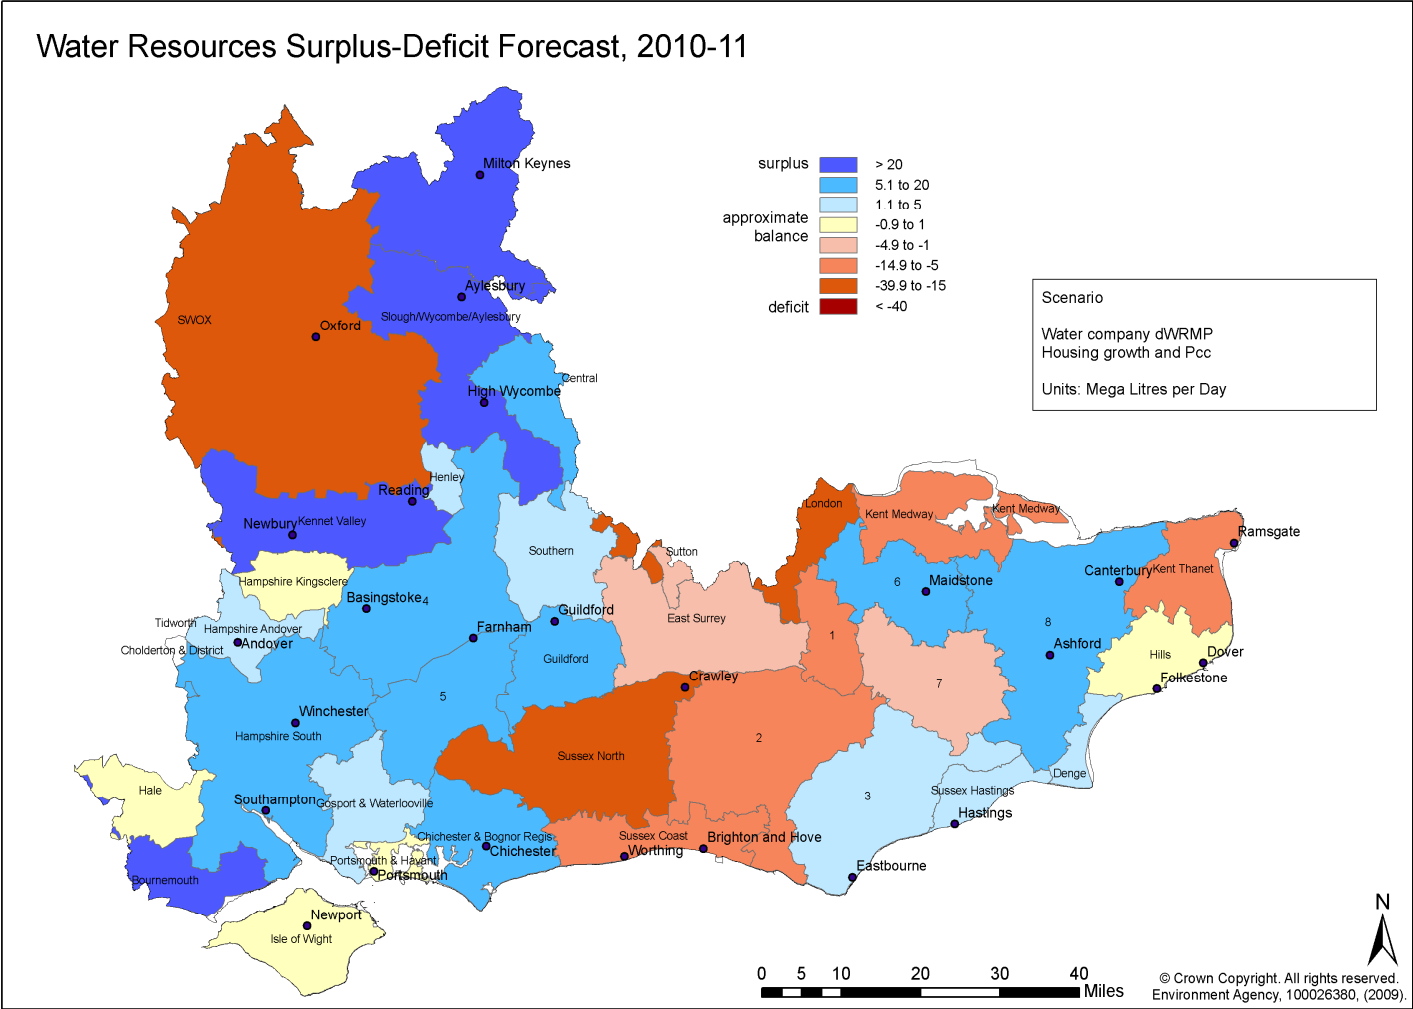 Water Resources Surplus-Deficit Forecast, 2010-11
surplus
> 20
5.1 to 20
1.1 to 5
approximate
balance
-0.9 to 1
-4.9 to -1
-14.9 to -5
-39.9 to -15
deficit
< -40
Scenario
Water company dWRMP
Housing growth and Pcc
Units: Mega Litres per Day
Milton Keynes
Aylesbury
Slough/Wycombe/Aylesbury
SWOX
Oxford
Central
High Wycombe
Henley
Reading
Newbury
Kennet Valley
London
Kent Medway
Kent Medway
Ramsgate
Southern
Sutton
Hampshire Kingsclere
Basingstoke
4
6
Maidstone
Canterbury
Kent Thanet
Guildford
East Surrey
Tidworth
Hampshire Andover
Farnham
1
8
Andover
Cholderton & District
Guildford
Ashford
Hills
Dover
Crawley
7
Folkestone
5
Winchester
Hampshire South
2
Sussex North
Denge
Hale
Southampton
Gosport & Waterlooville
3
Sussex Hastings
Hastings
Chichester & Bognor Regis
Chichester
Sussex Coast
Brighton and Hove
Worthing
Portsmouth & Havant
Portsmouth
Eastbourne
Bournemouth
Newport
Isle of Wight
N
0 5 10 20 30 40
Miles
© Crown Copyright. All rights reserved.
Environment Agency, 100026380, (2009).